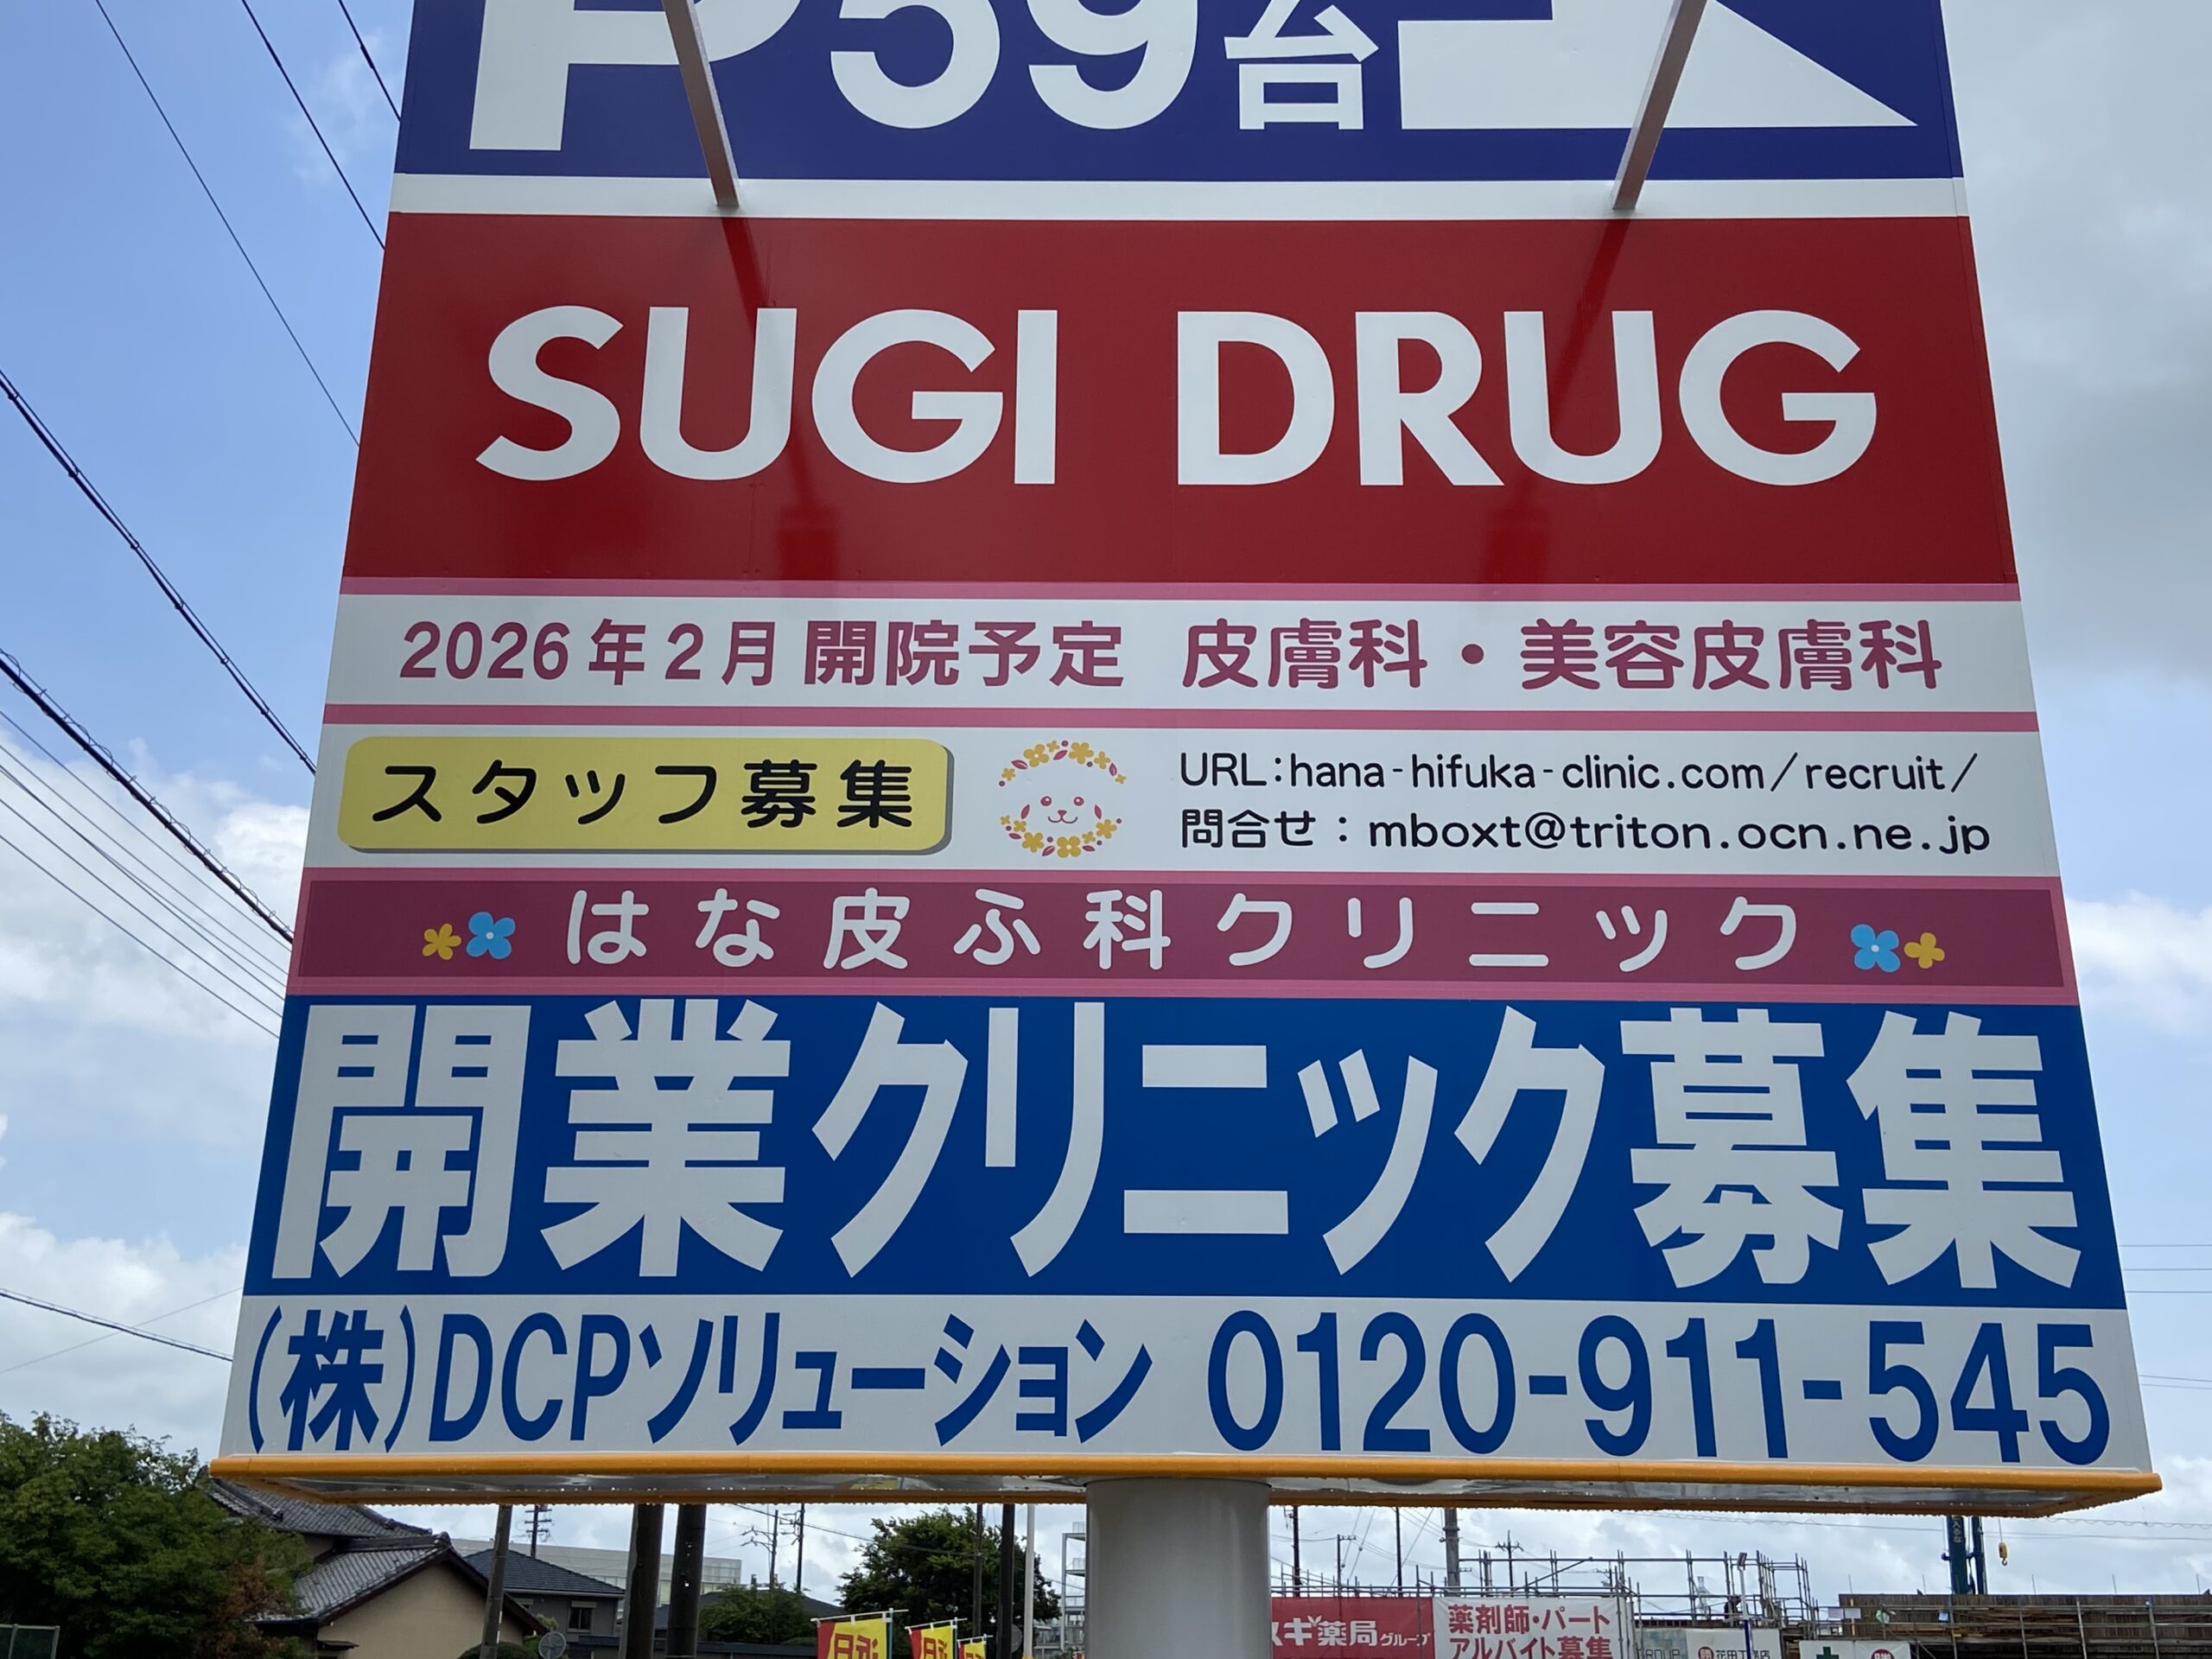 P59台
SUGI DRUG
2026年2月開院予定 皮膚科・美容皮膚科
スタッフ募集
URL:hana-hifuka-clinic.com/recruit/
問合せ：mboxt@triton.ocn.ne.jp
はな皮ふ科クリニック
開業クリニック募集
(株)DCPソリューション 0120-911-545
スギ薬局グループ
薬剤師・パート
アルバイト募集